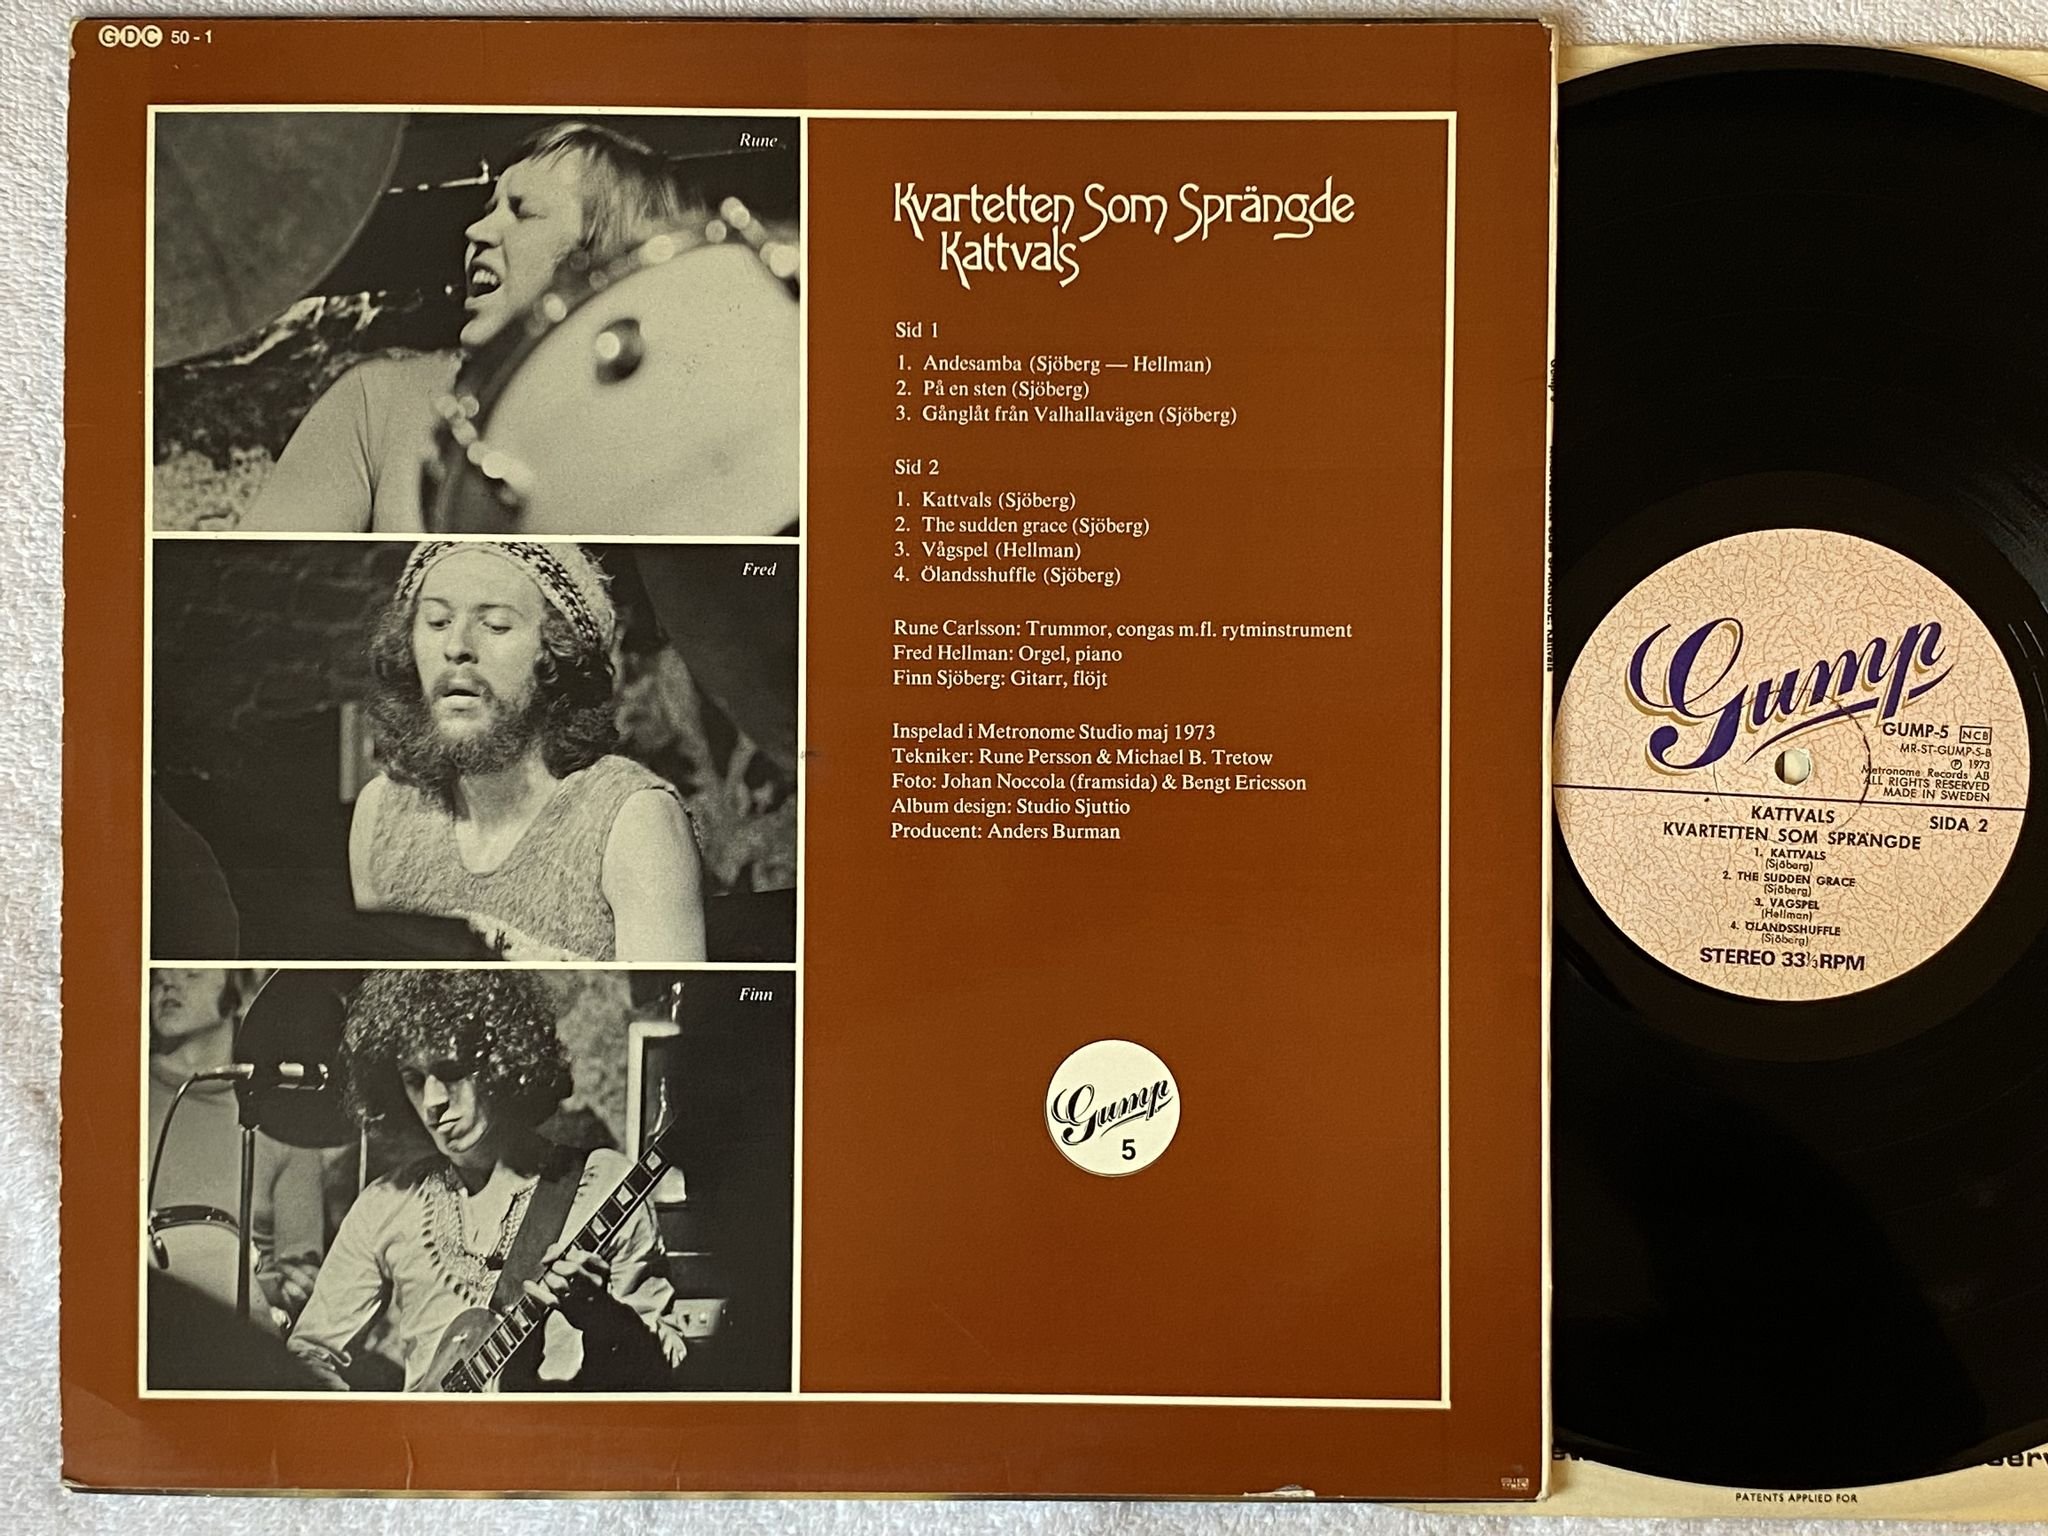 GDC 50-1
Rune
Fred
Finn
Kvartetten Som Sprängde
Kattvals
Sid 1
1. Andesamba (Sjöberg — Hellman)
2. På en sten (Sjöberg)
3. Gånglåt från Valhallavägen (Sjöberg)
Sid 2
1. Kattvals (Sjöberg)
2. The sudden grace (Sjöberg)
3. Vågspel (Hellman)
4. Ölandsshuffle (Sjöberg)
Rune Carlsson: Trummor, congas m.fl. rytminstrument
Fred Hellman: Orgel, piano
Finn Sjöberg: Gitarr, flöjt
Inspelad i Metronome Studio maj 1973
Tekniker: Rune Persson & Michael B. Tretow
Foto: Johan Noccola (framsida) & Bengt Ericsson
Album design: Studio Sjuttio
Producent: Anders Burman
Gump
5
Gump
GUMP-5 NCB
MR-ST-GUMP-5-B
℗ 1973
Metronome Records AB
ALL RIGHTS RESERVED
MADE IN SWEDEN
KATTVALS
KVARTETTEN SOM SPRÄNGDE
SIDA 2
1. KATTVALS
(Sjöberg)
2. THE SUDDEN GRACE
(Sjöberg)
3. VAGSPEL
(Hellman)
4. ÖLANDSSHUFFLE
(Sjöberg)
STEREO 33⅓ RPM
PATENTS APPLIED FOR